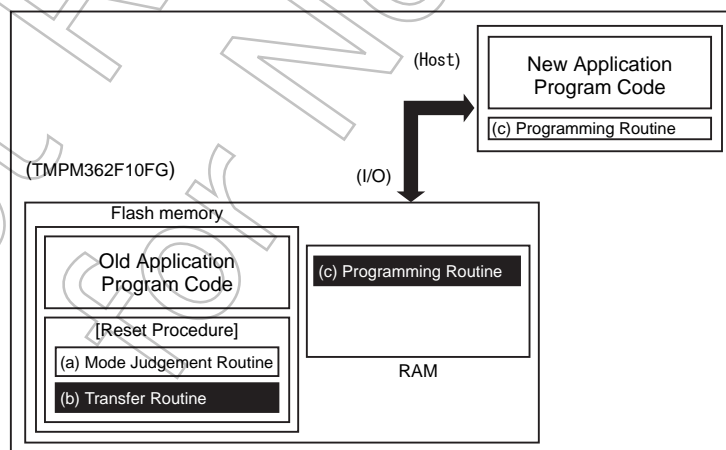 (Host)
New Application
Program Code
(c) Programming Routine
(TMPM362F10FG)
(I/O)
Flash memory
Old Application
Program Code
[Reset Procedure]
(a) Mode Judgement Routine
(b) Transfer Routine
(c) Programming Routine
RAM